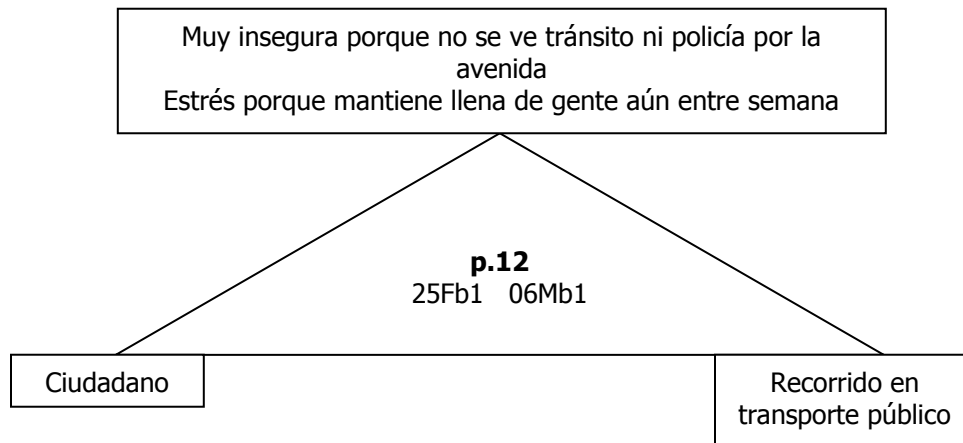 Muy insegura porque no se ve tránsito ni policía por la
avenida
Estrés porque mantiene llena de gente aún entre semana
p.12
25Fb1 06Mb1
Ciudadano
Recorrido en
transporte público